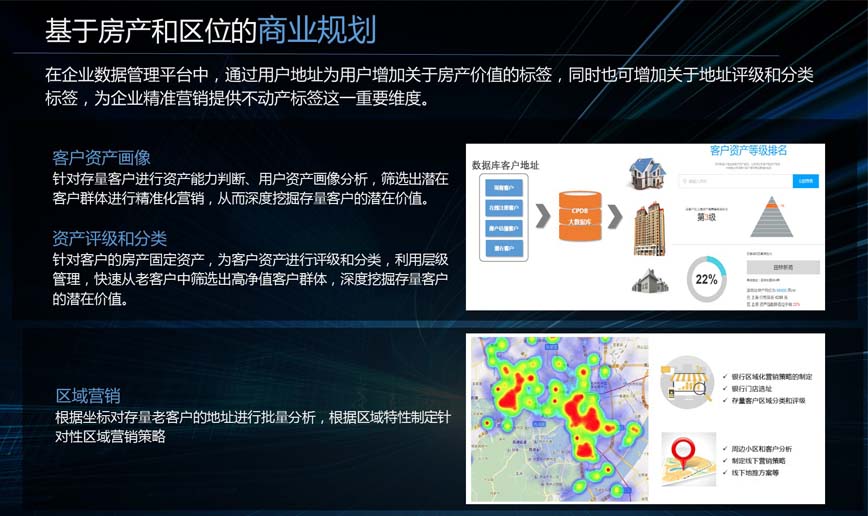 基于房产和区位的商业规划
在企业数据管理平台中，通过用户地址为用户增加关于房产价值的标签，同时也可增加关于地址评级和分类
标签，为企业精准营销提供不动产标签这一重要维度。
客户资产画像
针对存量客户进行资产能力判断、用户资产画像分析，筛选出潜在
客户群体进行精准化营销，从而深度挖掘存量客户的潜在价值。
资产评级和分类
针对客户的房产固定资产，为客户资产进行评级和分类，利用层级
管理，快速从老客户中筛选出高净值客户群体，深度挖掘存量客户
的潜在价值。
数据库客户地址
潜在客户
CPDB
大数据库
客户资产等级排名
第3级
22%
区域营销
根据坐标对存量老客户的地址进行批量分析，根据区域特性制定针
对性区域营销策略
✓ 银行区域化营销策略的制定
✓ 银行门店选址
✓ 存量客户区域分类和评级
✓ 周边小区和客户分析
✓ 制定线下营销策略
✓ 线下地推方案等